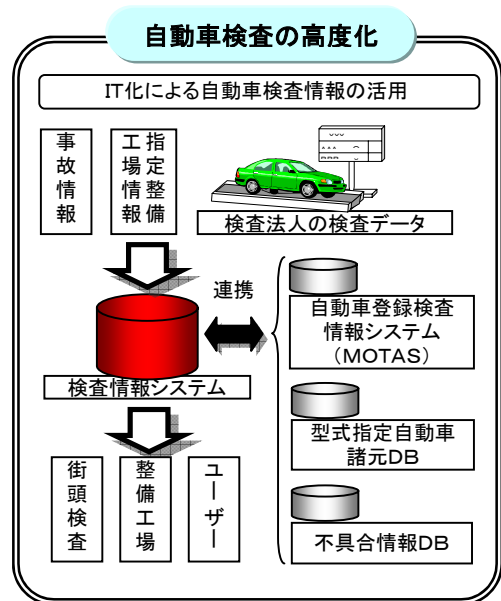 自動車検査の高度化
IT化による自動車検査情報の活用
事故情報
指定整備
工場情報
検査法人の検査データ
連携
検査情報システム
自動車登録検査
情報システム
（MOTAS）
型式指定自動車
諸元DB
不具合情報DB
街頭検査
整備工場
ユーザー